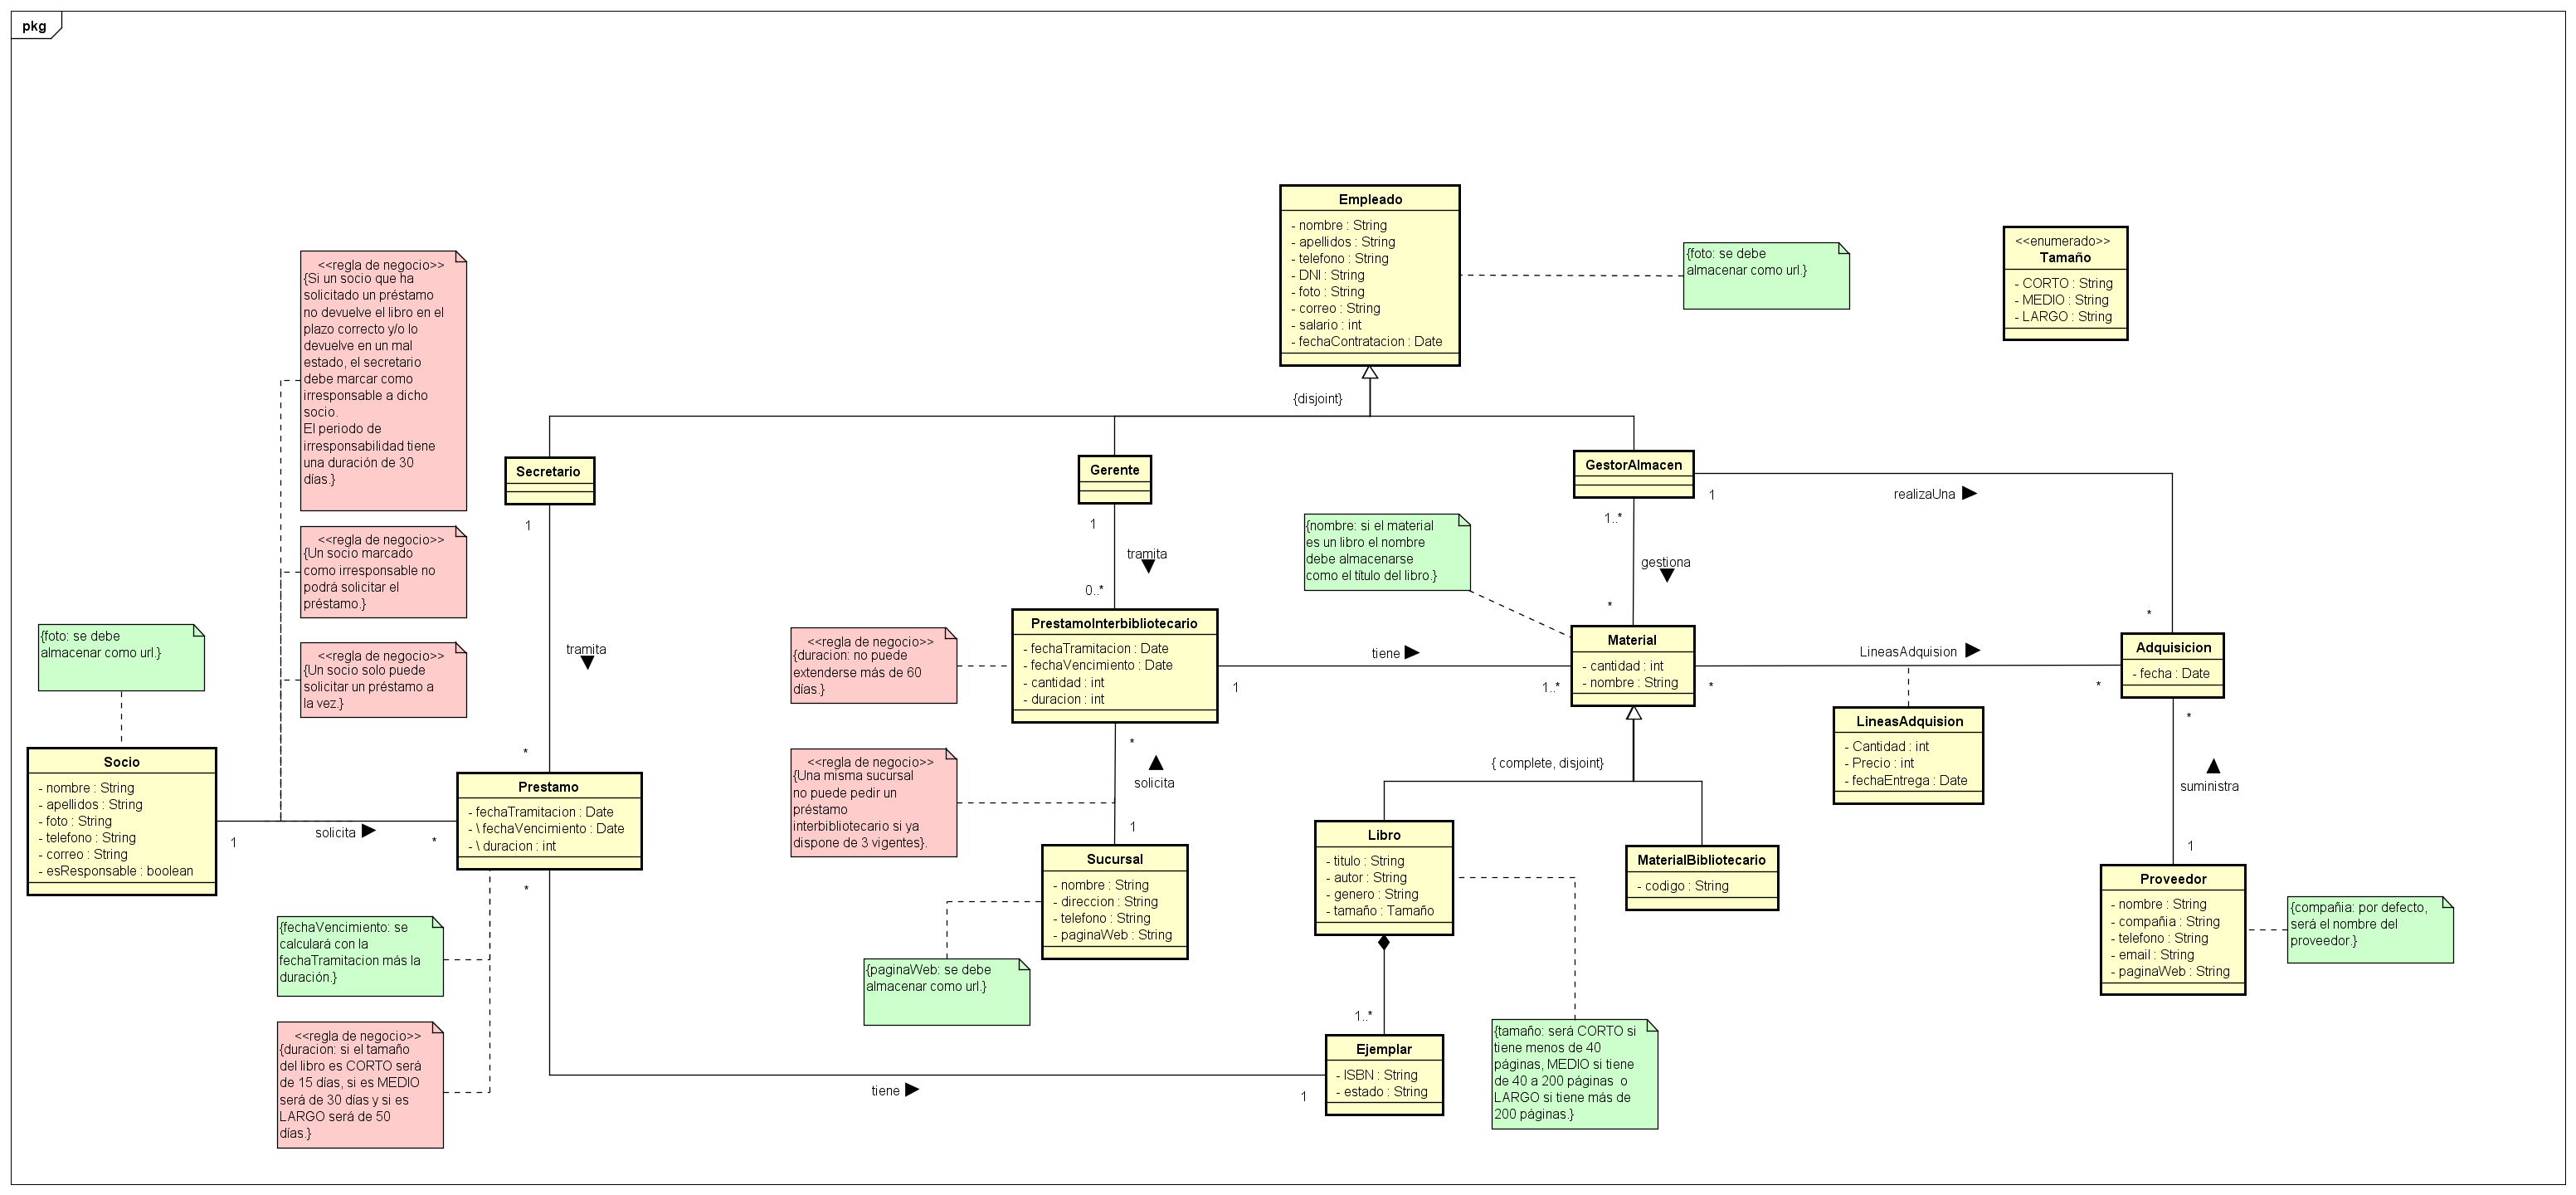 pkg
Empleado
- nombre : String
- apellidos : String
- telefono : String
- DNI : String
- foto : String
- correo : String
- salario : int
- fechaContratacion : Date
{foto: se debe
almacenar como url.}
<<enumerado>>
Tamaño
- CORTO : String
- MEDIO : String
- LARGO : String
{disjoint}
<<regla de negocio>>
{Si un socio que ha
solicitado un préstamo
no devuelve el libro en el
plazo correcto y/o lo
devuelve en un mal
estado, el secretario
debe marcar como
irresponsable a dicho
socio.
El periodo de
irresponsabilidad tiene
una duración de 30
días.}
Secretario
1
Gerente
1
GestorAlmacen
1
realizaUna
1..*
<<regla de negocio>>
{Un socio marcado
como irresponsable no
podrá solicitar el
préstamo.}
tramita
0..*
{nombre: si el material
es un libro el nombre
debe almacenarse
como el título del libro.}
gestiona
*
*
<<regla de negocio>>
{Un socio solo puede
solicitar un préstamo a
la vez.}
{foto: se debe
almacenar como url.}
tramita
*
<<regla de negocio>>
{duracion: no puede
extenderse más de 60
días.}
PrestamoInterbibliotecario
- fechaTramitacion : Date
- fechaVencimiento : Date
- cantidad : int
- duracion : int
tiene
1
1..*
Material
- cantidad : int
- nombre : String
LineasAdquision
*
*
Adquisicion
- fecha : Date
LineasAdquision
- Cantidad : int
- Precio : int
- fechaEntrega : Date
*
suministra
1
Socio
- nombre : String
- apellidos : String
- foto : String
- telefono : String
- correo : String
- esResponsable : boolean
1
solicita
*
Prestamo
- fechaTramitacion : Date
- \ fechaVencimiento : Date
- \ duracion : int
*
<<regla de negocio>>
{Una misma sucursal
no puede pedir un
préstamo
interbibliotecario si ya
dispone de 3 vigentes}.
*
solicita
1
Sucursal
- nombre : String
- direccion : String
- telefono : String
- paginaWeb : String
{paginaWeb: se debe
almacenar como url.}
{ complete, disjoint}
Libro
- titulo : String
- autor : String
- genero : String
- tamaño : Tamaño
MaterialBibliotecario
- codigo : String
Proveedor
- nombre : String
- compañia : String
- telefono : String
- email : String
- paginaWeb : String
{compañia: por defecto,
será el nombre del
proveedor.}
{fechaVencimiento: se
calculará con la
fechaTramitacion más la
duración.}
<<regla de negocio>>
{duracion: si el tamaño
del libro es CORTO será
de 15 días, si es MEDIO
será de 30 días y si es
LARGO será de 50
días.}
1..*
Ejemplar
- ISBN : String
- estado : String
tiene
1
{tamaño: será CORTO si
tiene menos de 40
páginas, MEDIO si tiene
de 40 a 200 páginas o
LARGO si tiene más de
200 páginas.}